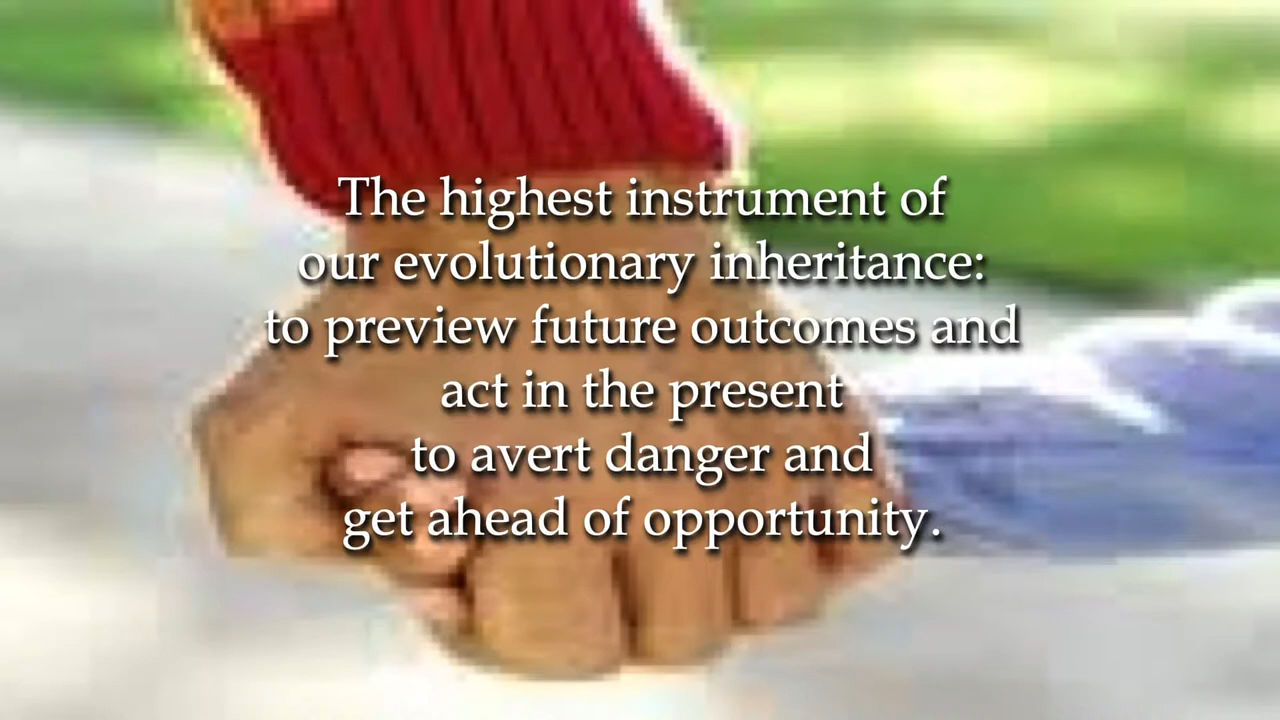 The highest instrument of
our evolutionary inheritance:
to preview future outcomes and
act in the present
to avert danger and
get ahead of opportunity.